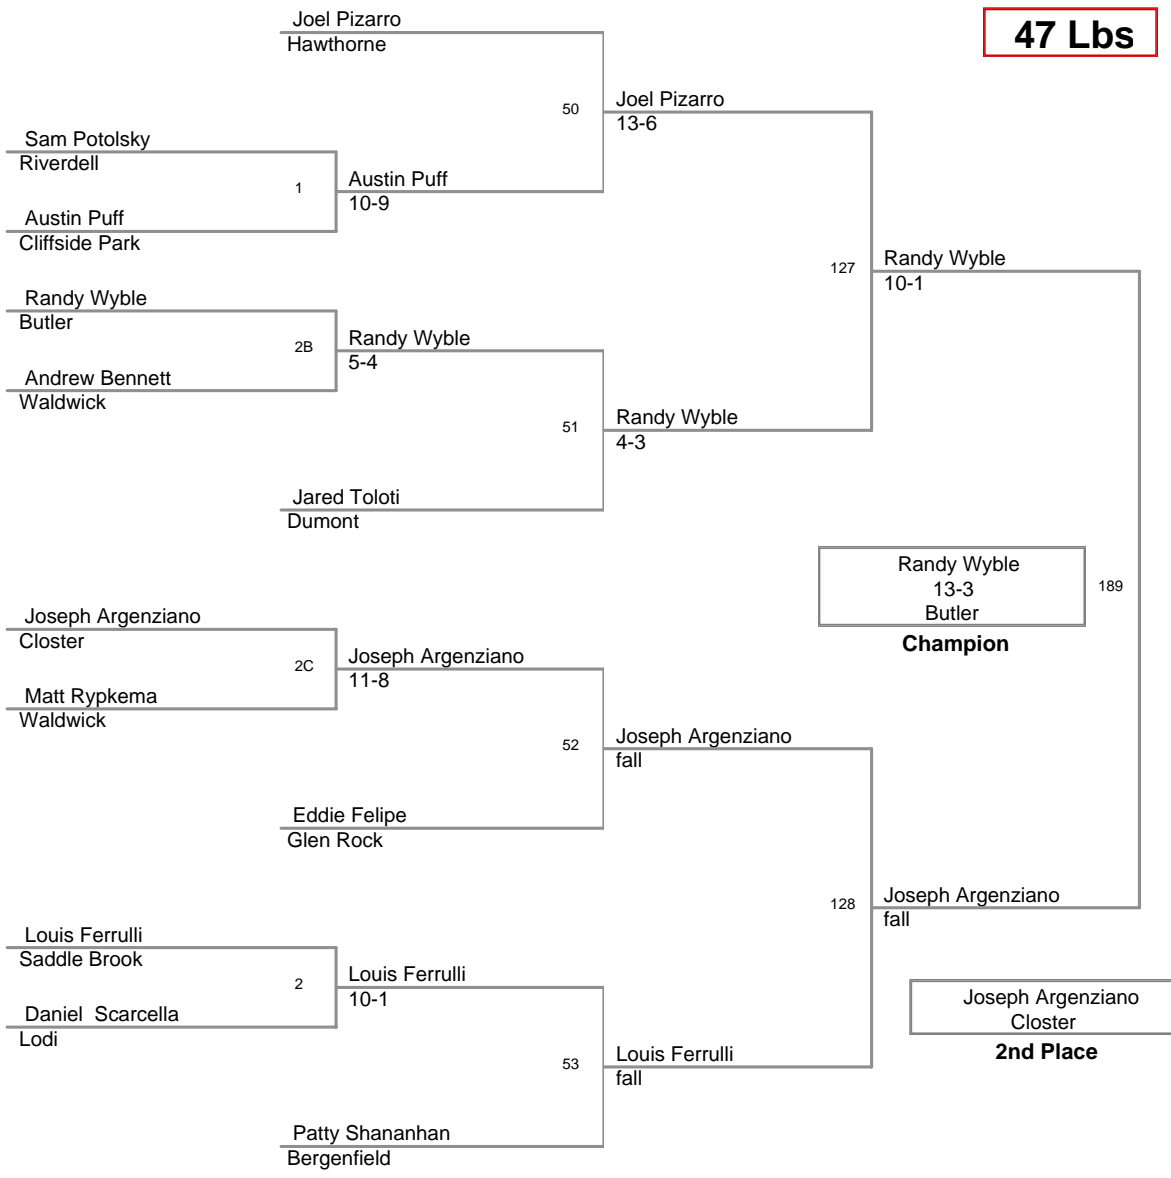 Joel Pizarro
Hawthorne
47 Lbs
50
Joel Pizarro
13-6
Sam Potolsky
Riverdell
1
Austin Puff
10-9
Austin Puff
Cliffside Park
127
Randy Wyble
10-1
Randy Wyble
Butler
2B
Randy Wyble
5-4
Andrew Bennett
Waldwick
51
Randy Wyble
4-3
Jared Toloti
Dumont
Randy Wyble
13-3
Butler
189
Champion
Joseph Argenziano
Closter
2C
Joseph Argenziano
11-8
Matt Rypkema
Waldwick
52
Joseph Argenziano
fall
Eddie Felipe
Glen Rock
128
Joseph Argenziano
fall
Louis Ferrulli
Saddle Brook
2
Louis Ferrulli
10-1
Daniel  Scarcella
Lodi
Joseph Argenziano
Closter
2nd Place
53
Louis Ferrulli
fall
Patty Shananhan
Bergenfield